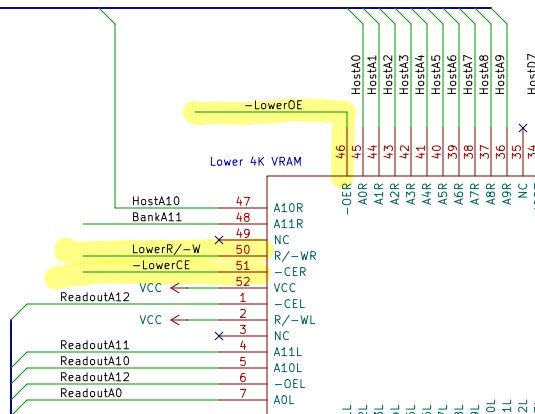 -LowerOE
HostA0
HostA1
HostA2
HostA3
HostA4
HostA5
HostA6
HostA7
HostA8
HostA9
HostD7
46
45
44
43
42
41
40
39
38
37
36
35
34
Lower 4K VRAM
-OER
A0R
A1R
A2R
A3R
A4R
A5R
A6R
A7R
A8R
A9R
NC
HostA10 47 A10R
BankA11 48 A11R
49 NC
LowerR/-W 50 R/-WR
-LowerCE 51 -CER
VCC 52 VCC
ReadoutA12 1 -CEL
VCC 2 R/-WL
3 NC
ReadoutA11 4 A11L
ReadoutA10 5 A10L
ReadoutA12 6 -OEL
ReadoutA0 7 A0L